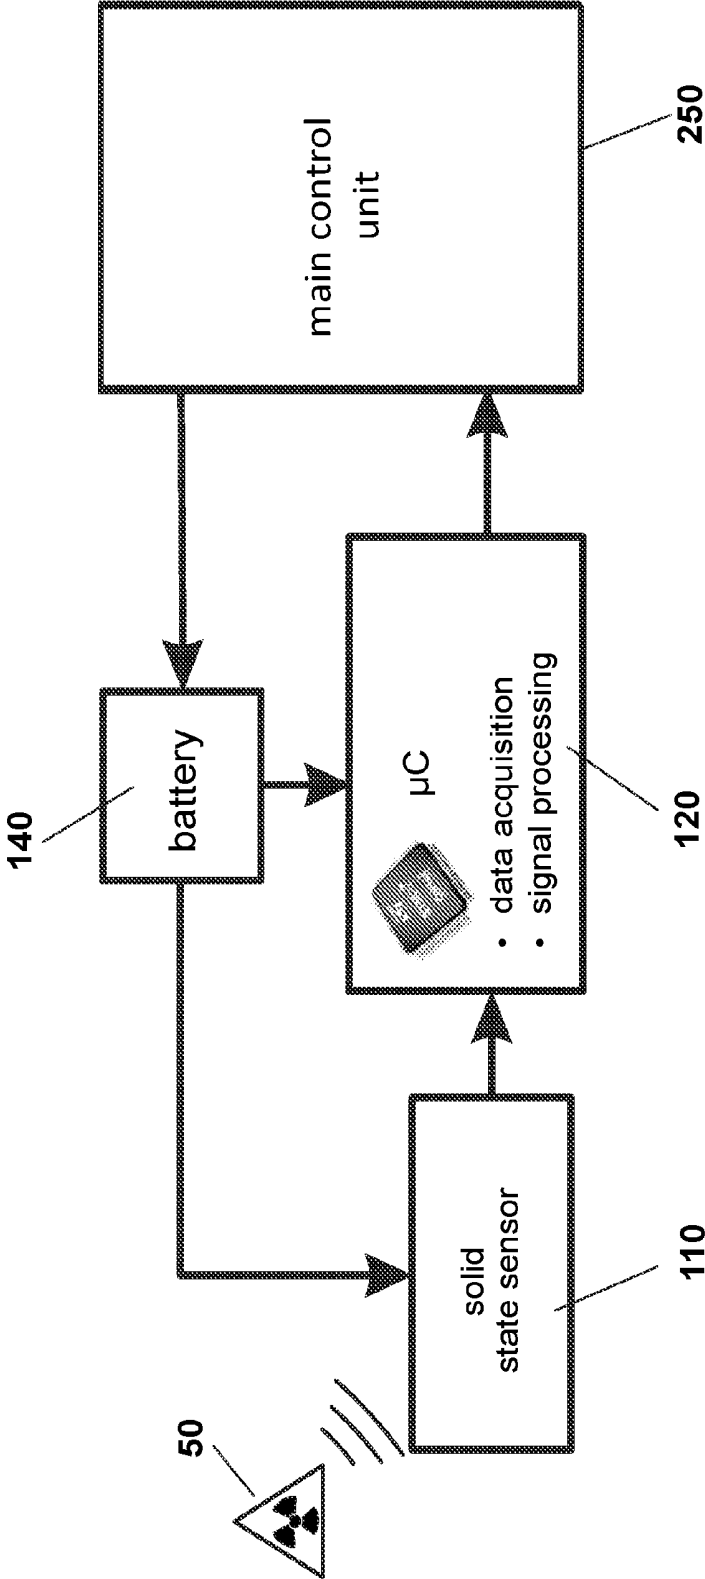 50
140
battery
main control
unit
µC
• data acquisition
• signal processing
solid
state sensor
110
120
250